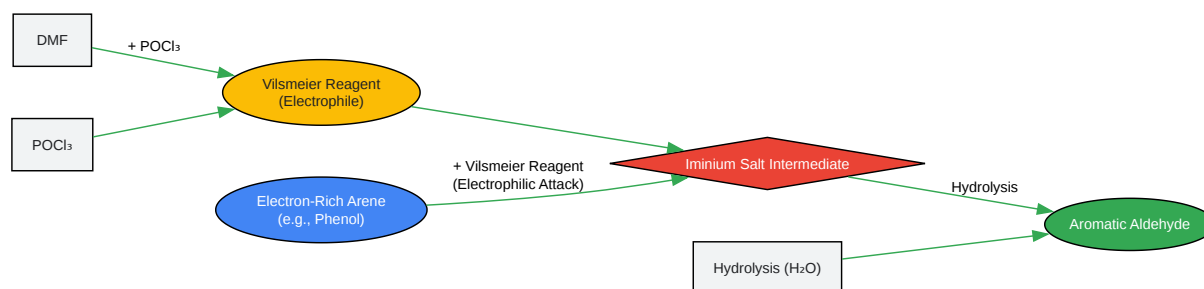 DMF
+ POCl₃
Vilsmeier Reagent
(Electrophile)
POCl₃
+ Vilsmeier Reagent
(Electrophilic Attack)
Iminium Salt Intermediate
Electron-Rich Arene
(e.g., Phenol)
Hydrolysis
Aromatic Aldehyde
Hydrolysis (H₂O)